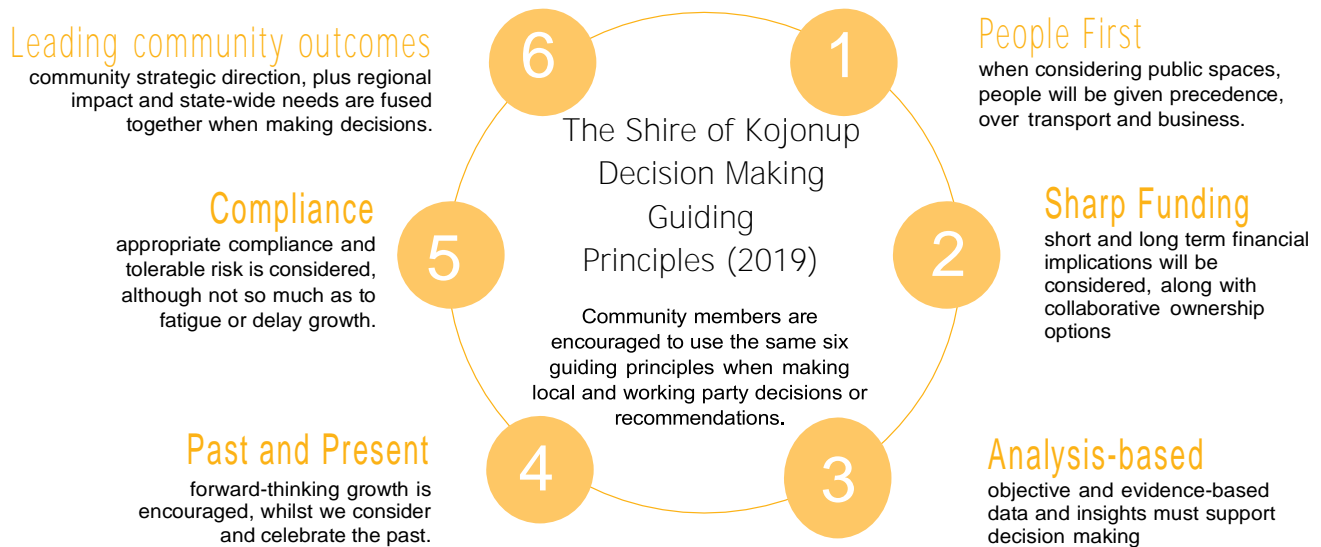 The Shire of Kojonup
Decision Making
Guiding
Principles (2019)
Community members are
encouraged to use the same six
guiding principles when making
local and working party decisions or
recommendations.
1
People First
when considering public spaces,
people will be given precedence,
over transport and business.
2
Sharp Funding
short and long term financial
implications will be
considered, along with
collaborative ownership
options
3
Analysis-based
objective and evidence-based
data and insights must support
decision making
4
Past and Present
forward-thinking growth is
encouraged, whilst we consider
and celebrate the past.
5
Compliance
appropriate compliance and
tolerable risk is considered,
although not so much as to
fatigue or delay growth.
6
Leading community outcomes
community strategic direction, plus regional
impact and state-wide needs are fused
together when making decisions.